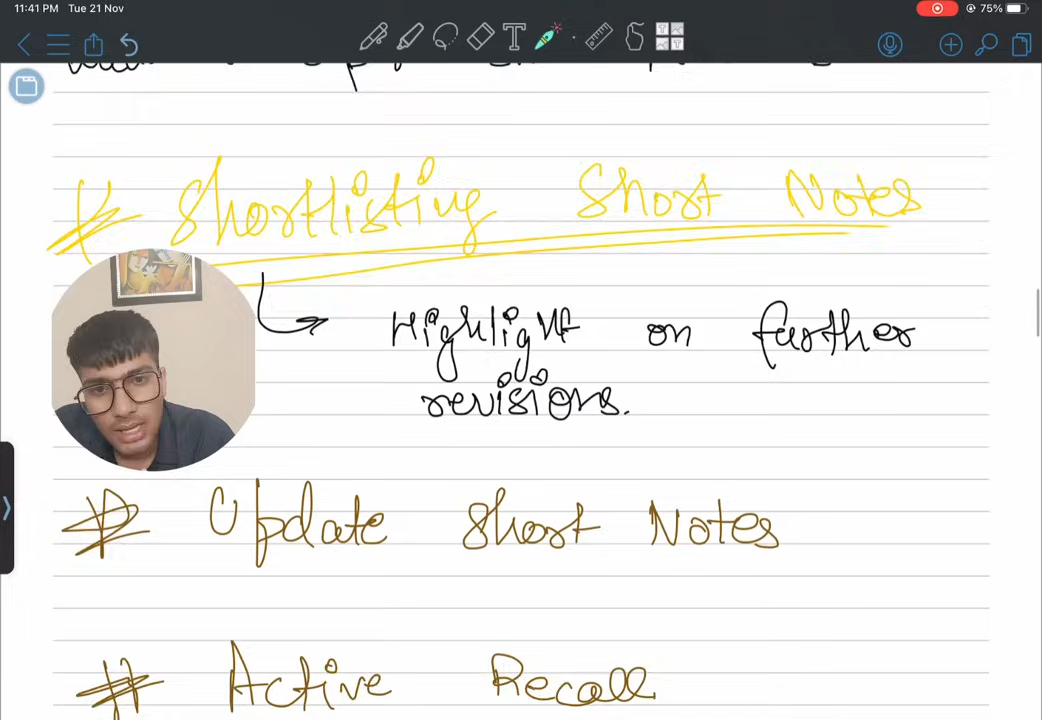 11:41 PM Tue 21 Nov
75%
Shortlisting Short Notes
Highlight on further
revisions.
Update Short Notes
# Active Recall